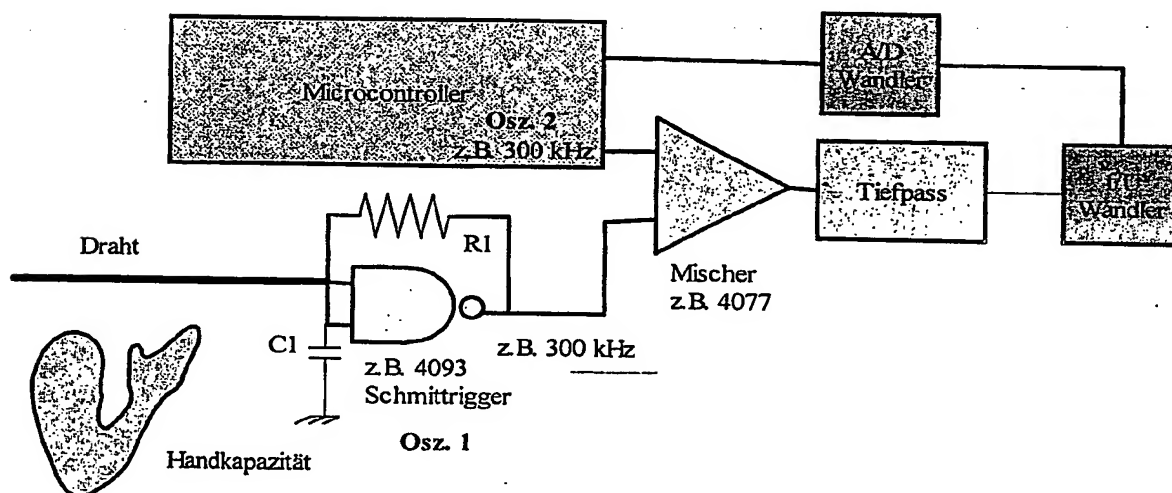 Microcontroller
Osz. 2
z.B. 300 kHz
A/D
Wandler
Tiefpass
Wandler
Mischer
z.B. 4077
Draht
R1
C1
z.B. 4093
Schmittrigger
z.B. 300 kHz
Osz. 1
Handkapazität